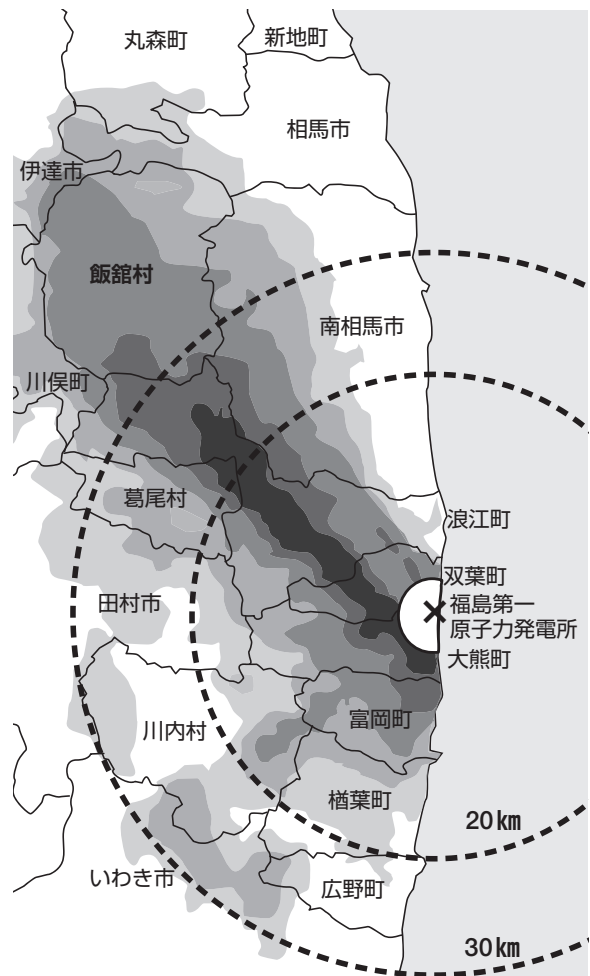 丸森町
新地町
相馬市
伊達市
飯舘村
南相馬市
川俣町
葛尾村
浪江町
双葉町
田村市
福島第一
原子力発電所
大熊町
富岡町
川内村
楢葉町
20㎞
いわき市
広野町
30㎞